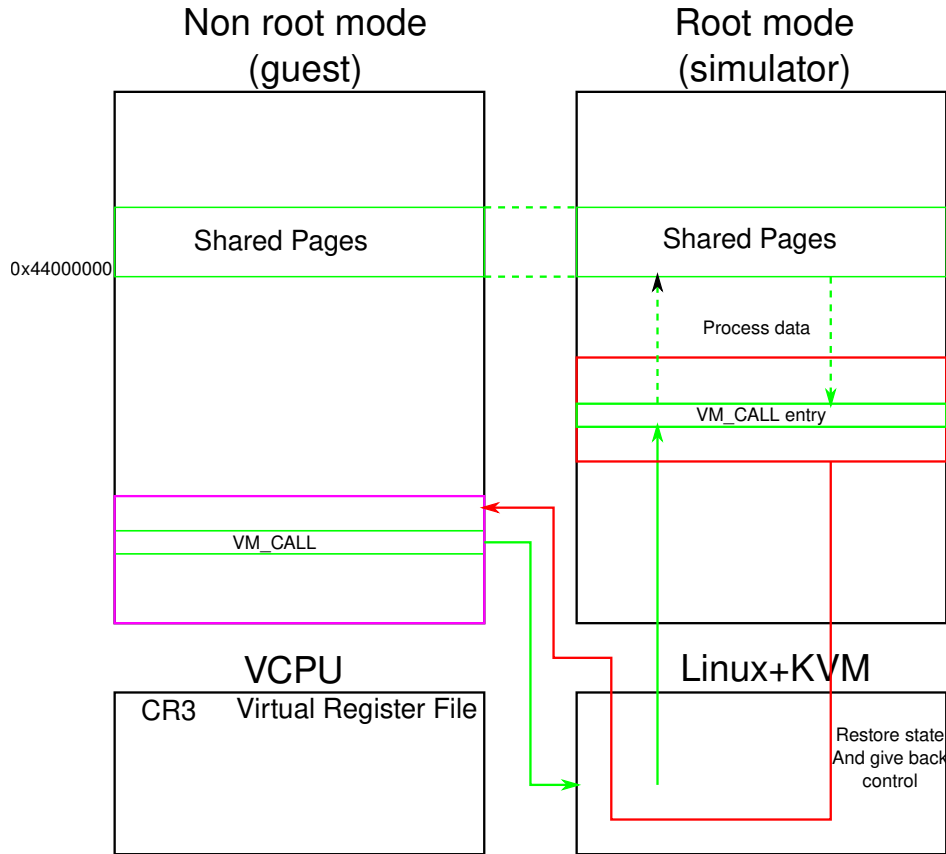 Non root mode
(guest)
Root mode
(simulator)
Shared Pages
Shared Pages
0x44000000
Process data
VM_CALL entry
VM_CALL
VCPU
Linux+KVM
CR3 Virtual Register File
Restore state
And give back
control